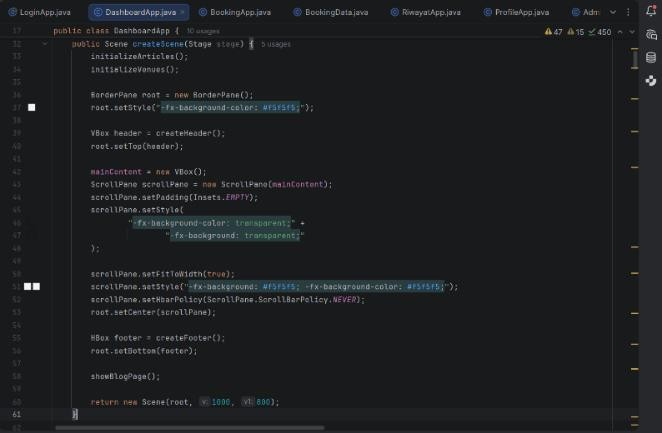 LoginApp.java DashboardApp.java × BookingApp.java BookingData.java RiwayatApp.java ProfileApp.java Adm
17 public class DashboardApp { 10 usages 47 15 450
32 public Scene createScene(Stage stage) { 5 usages
33 initializeArticles();
34 initializeVenues();
35
36 BorderPane root = new BorderPane();
37 root.setStyle("-fx-background-color: #f5f5f5;");
38
39 VBox header = createHeader();
40 root.setTop(header);
41
42 mainContent = new VBox();
43 ScrollPane scrollPane = new ScrollPane(mainContent);
44 scrollPane.setPadding(Insets.EMPTY);
45 scrollPane.setStyle(
46 "-fx-background-color: transparent;" +
47 "-fx-background: transparent;"
48 );
49
50 scrollPane.setFitToWidth(true);
51 scrollPane.setStyle("-fx-background: #f5f5f5; -fx-background-color: #f5f5f5;");
52 scrollPane.setHbarPolicy(ScrollPane.ScrollBarPolicy.NEVER);
53 root.setCenter(scrollPane);
54
55 HBox footer = createFooter();
56 root.setBottom(footer);
57
58 showBlogPage();
59
60 return new Scene(root, v: 1000, v1: 800);
61 }